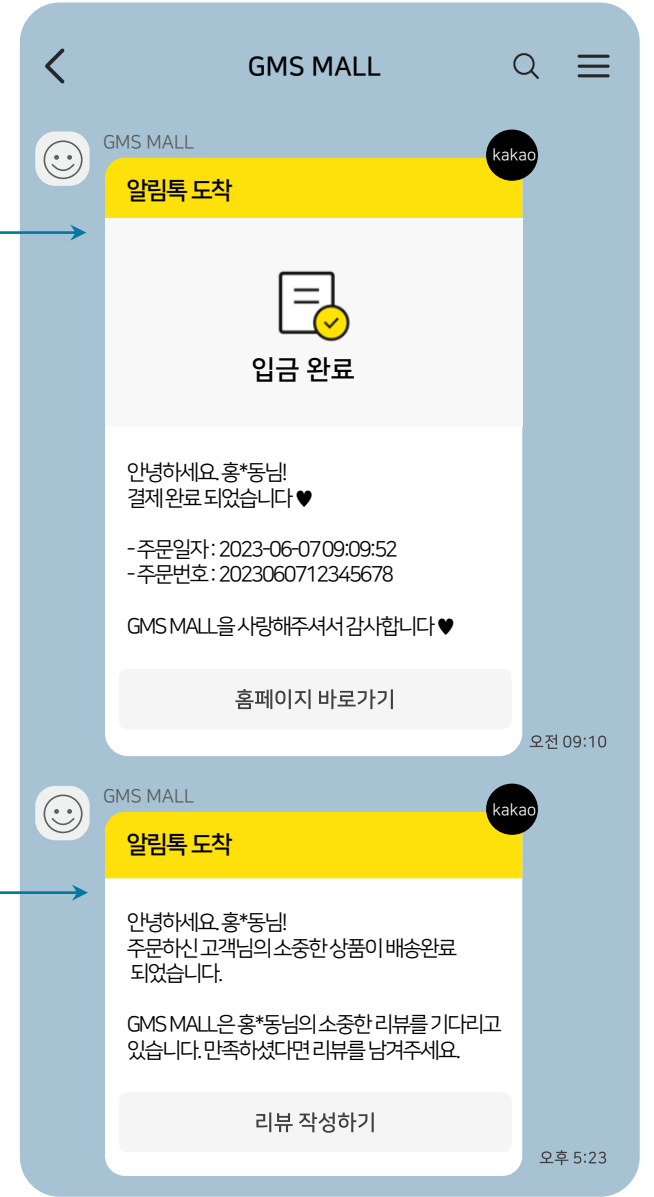 GMS MALL
GMS MALL
kakao
알림톡 도착
입금 완료
안녕하세요. 홍*동님!
결제 완료 되었습니다 ♥
- 주문일자 : 2023-06-07 09:09:52
- 주문번호 : 2023060712345678
GMS MALL을 사랑해주셔서 감사합니다 ♥
홈페이지 바로가기
오전 09:10
GMS MALL
kakao
알림톡 도착
안녕하세요. 홍*동님!
주문하신 고객님의 소중한 상품이 배송완료
되었습니다.
GMS MALL은 홍*동님의 소중한 리뷰를 기다리고
있습니다. 만족하셨다면 리뷰를 남겨주세요.
리뷰 작성하기
오후 5:23